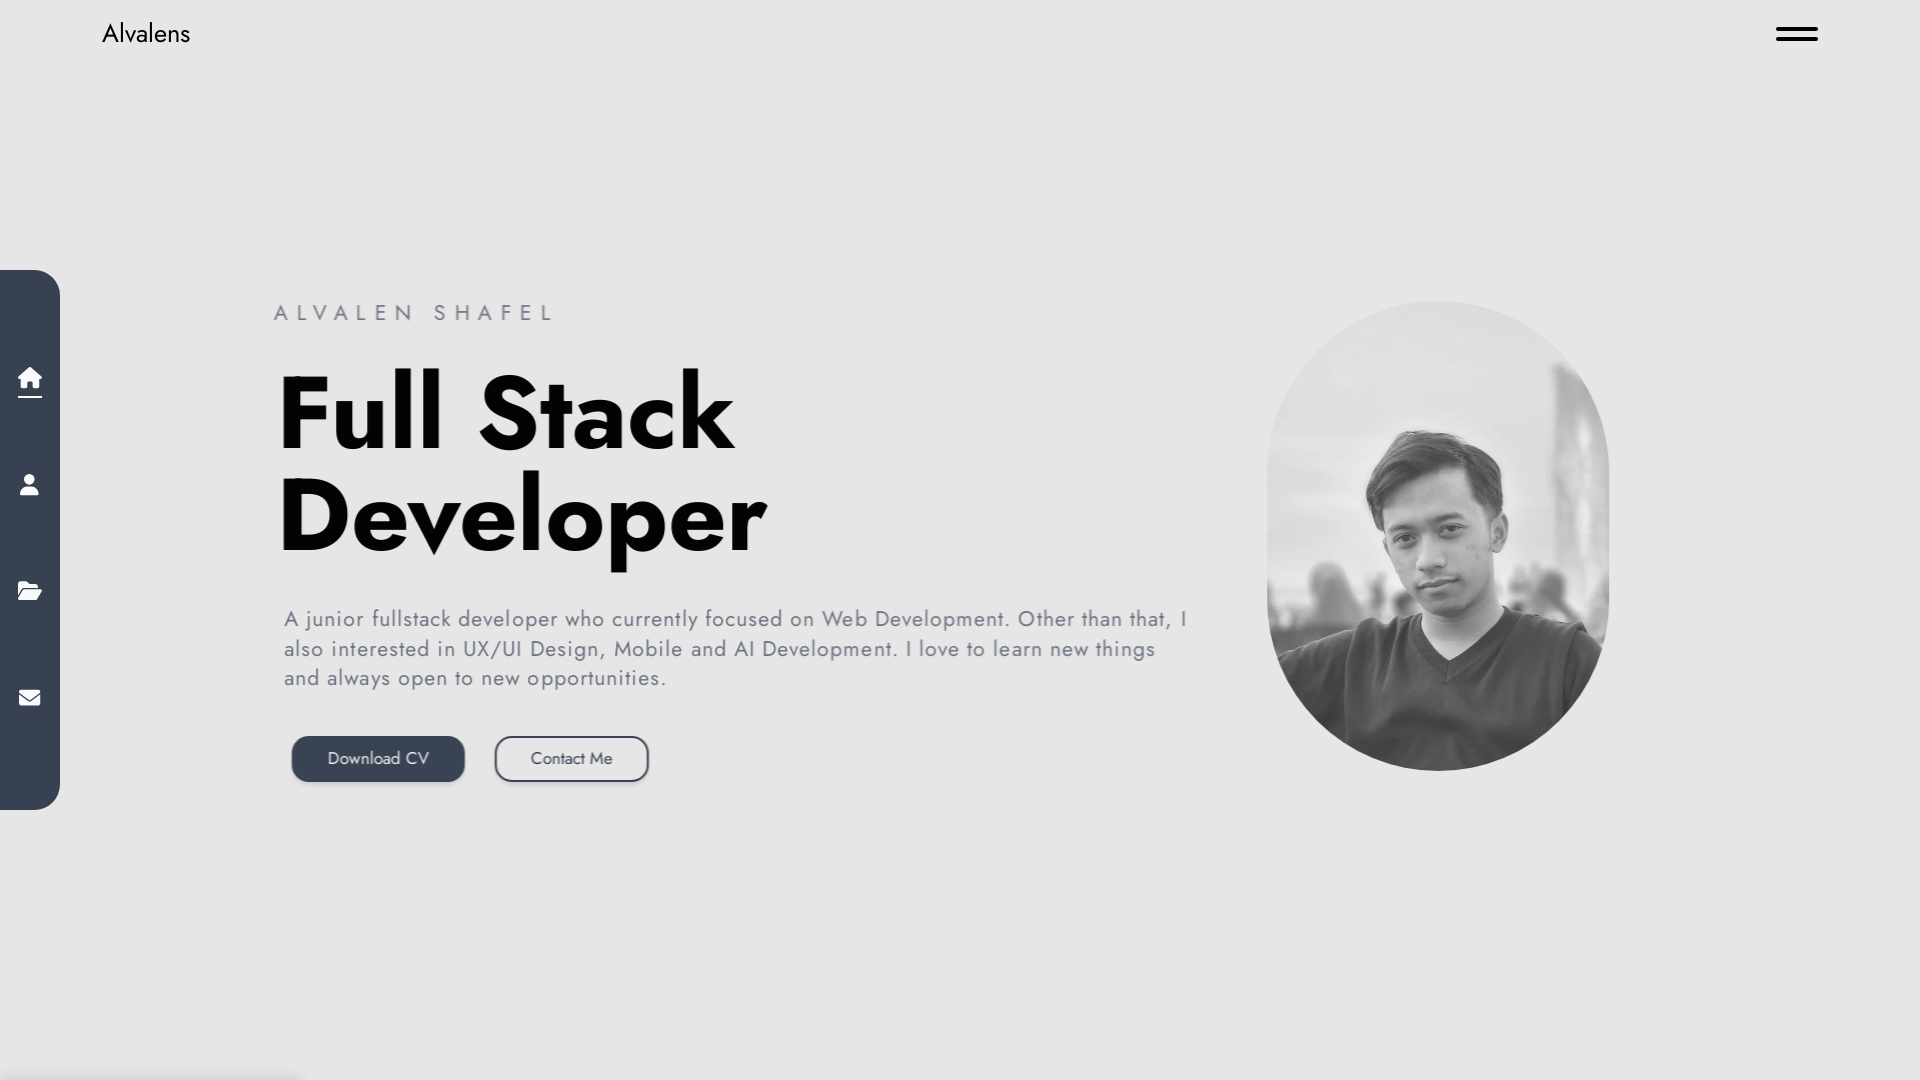 Alvalens
ALVALEN SHAFEL
Full Stack
Developer
A junior fullstack developer who currently focused on Web Development. Other than that, I
also interested in UX/UI Design, Mobile and AI Development. I love to learn new things
and always open to new opportunities.
Download CV
Contact Me